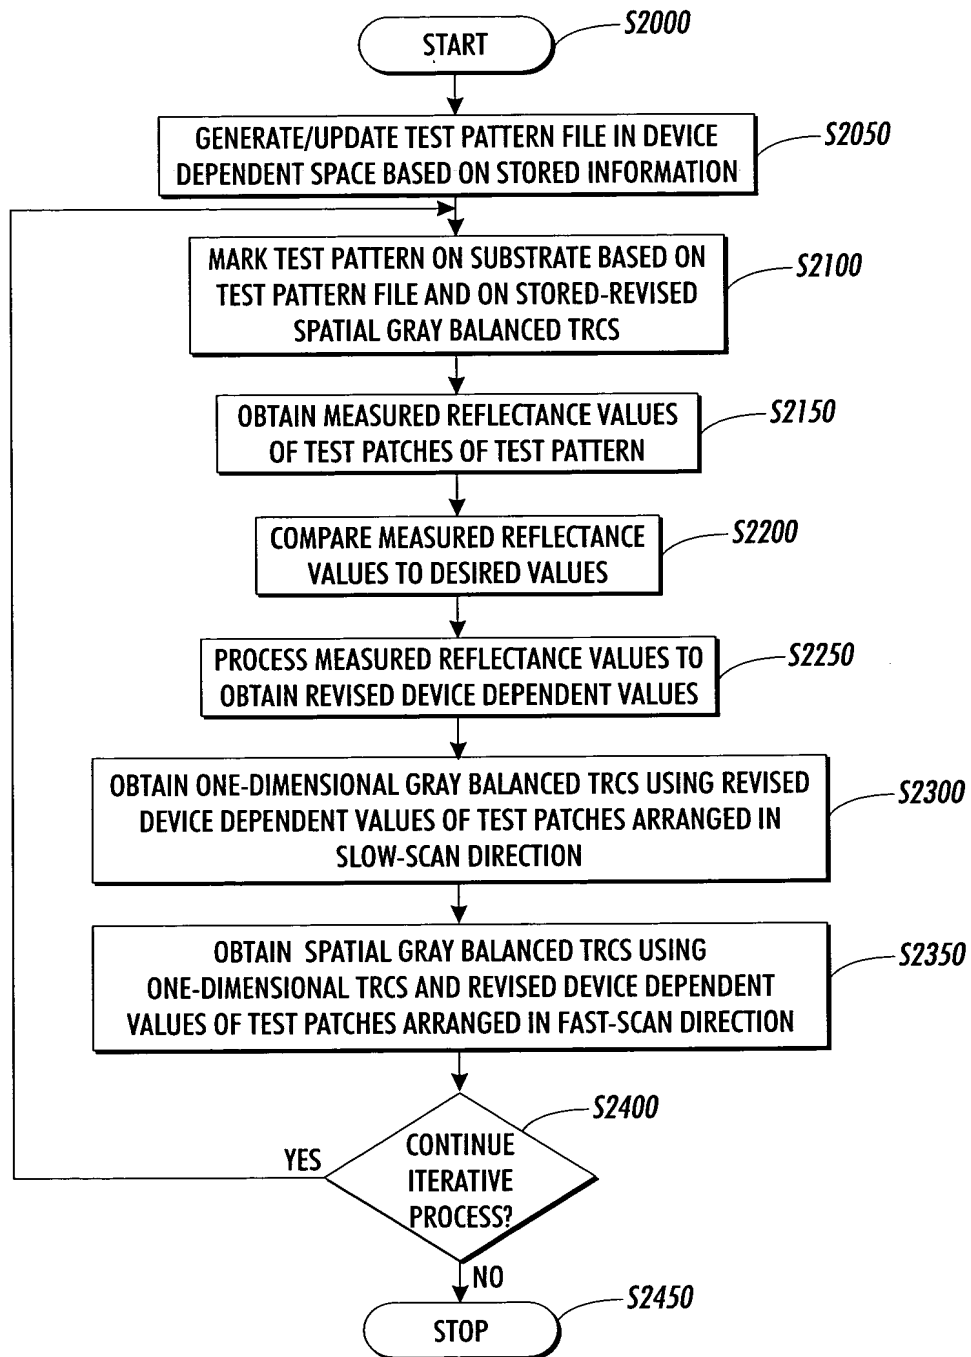 START
S2000
GENERATE/UPDATE TEST PATTERN FILE IN DEVICE
DEPENDENT SPACE BASED ON STORED INFORMATION
S2050
MARK TEST PATTERN ON SUBSTRATE BASED ON
TEST PATTERN FILE AND ON STORED-REVISED
SPATIAL GRAY BALANCED TRCS
S2100
OBTAIN MEASURED REFLECTANCE VALUES
OF TEST PATCHES OF TEST PATTERN
S2150
COMPARE MEASURED REFLECTANCE
VALUES TO DESIRED VALUES
S2200
PROCESS MEASURED REFLECTANCE VALUES TO
OBTAIN REVISED DEVICE DEPENDENT VALUES
S2250
OBTAIN ONE-DIMENSIONAL GRAY BALANCED TRCS USING REVISED
DEVICE DEPENDENT VALUES OF TEST PATCHES ARRANGED IN
SLOW-SCAN DIRECTION
S2300
OBTAIN SPATIAL GRAY BALANCED TRCS USING
ONE-DIMENSIONAL TRCS AND REVISED DEVICE DEPENDENT
VALUES OF TEST PATCHES ARRANGED IN FAST-SCAN DIRECTION
S2350
CONTINUE
ITERATIVE
PROCESS?
S2400
YES
NO
STOP
S2450